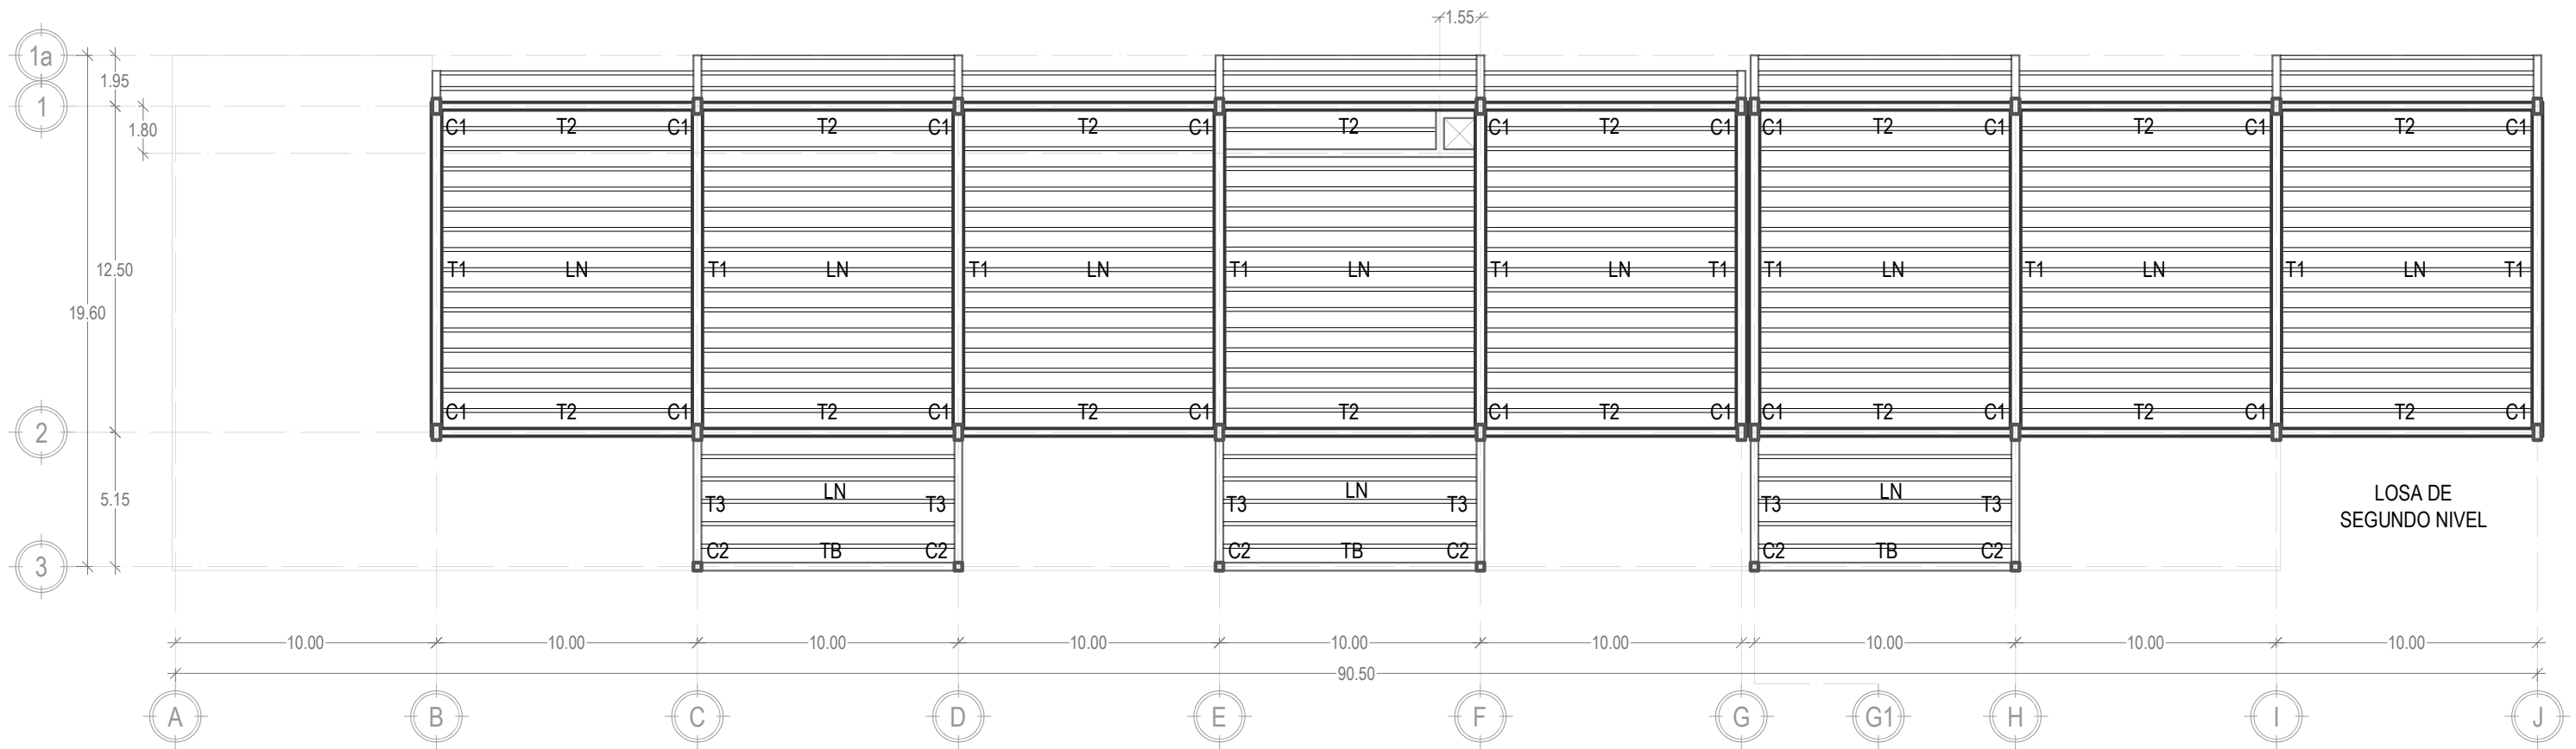 1.55
1a
1.95
1
1.80
C1 T2 C1 T2 C1 T2 C1 T2 C1 T2 C1 C1 T2 C1 T2 C1 T2 C1
12.50
T1 LN T1 LN T1 LN T1 LN T1 LN T1 T1 LN T1 LN T1 LN T1
19.60
C1 T2 C1 T2 C1 T2 C1 T2 C1 T2 C1 C1 T2 C1 T2 C1 T2 C1
2
5.15
LN LN LN
T3 T3 T3 T3 T3 T3
C2 TB C2 C2 TB C2 C2 TB C2
LOSA DE
SEGUNDO NIVEL
3
10.00 10.00 10.00 10.00 10.00 10.00 10.00 10.00 10.00
90.50
A B C D E F G G1 H I J